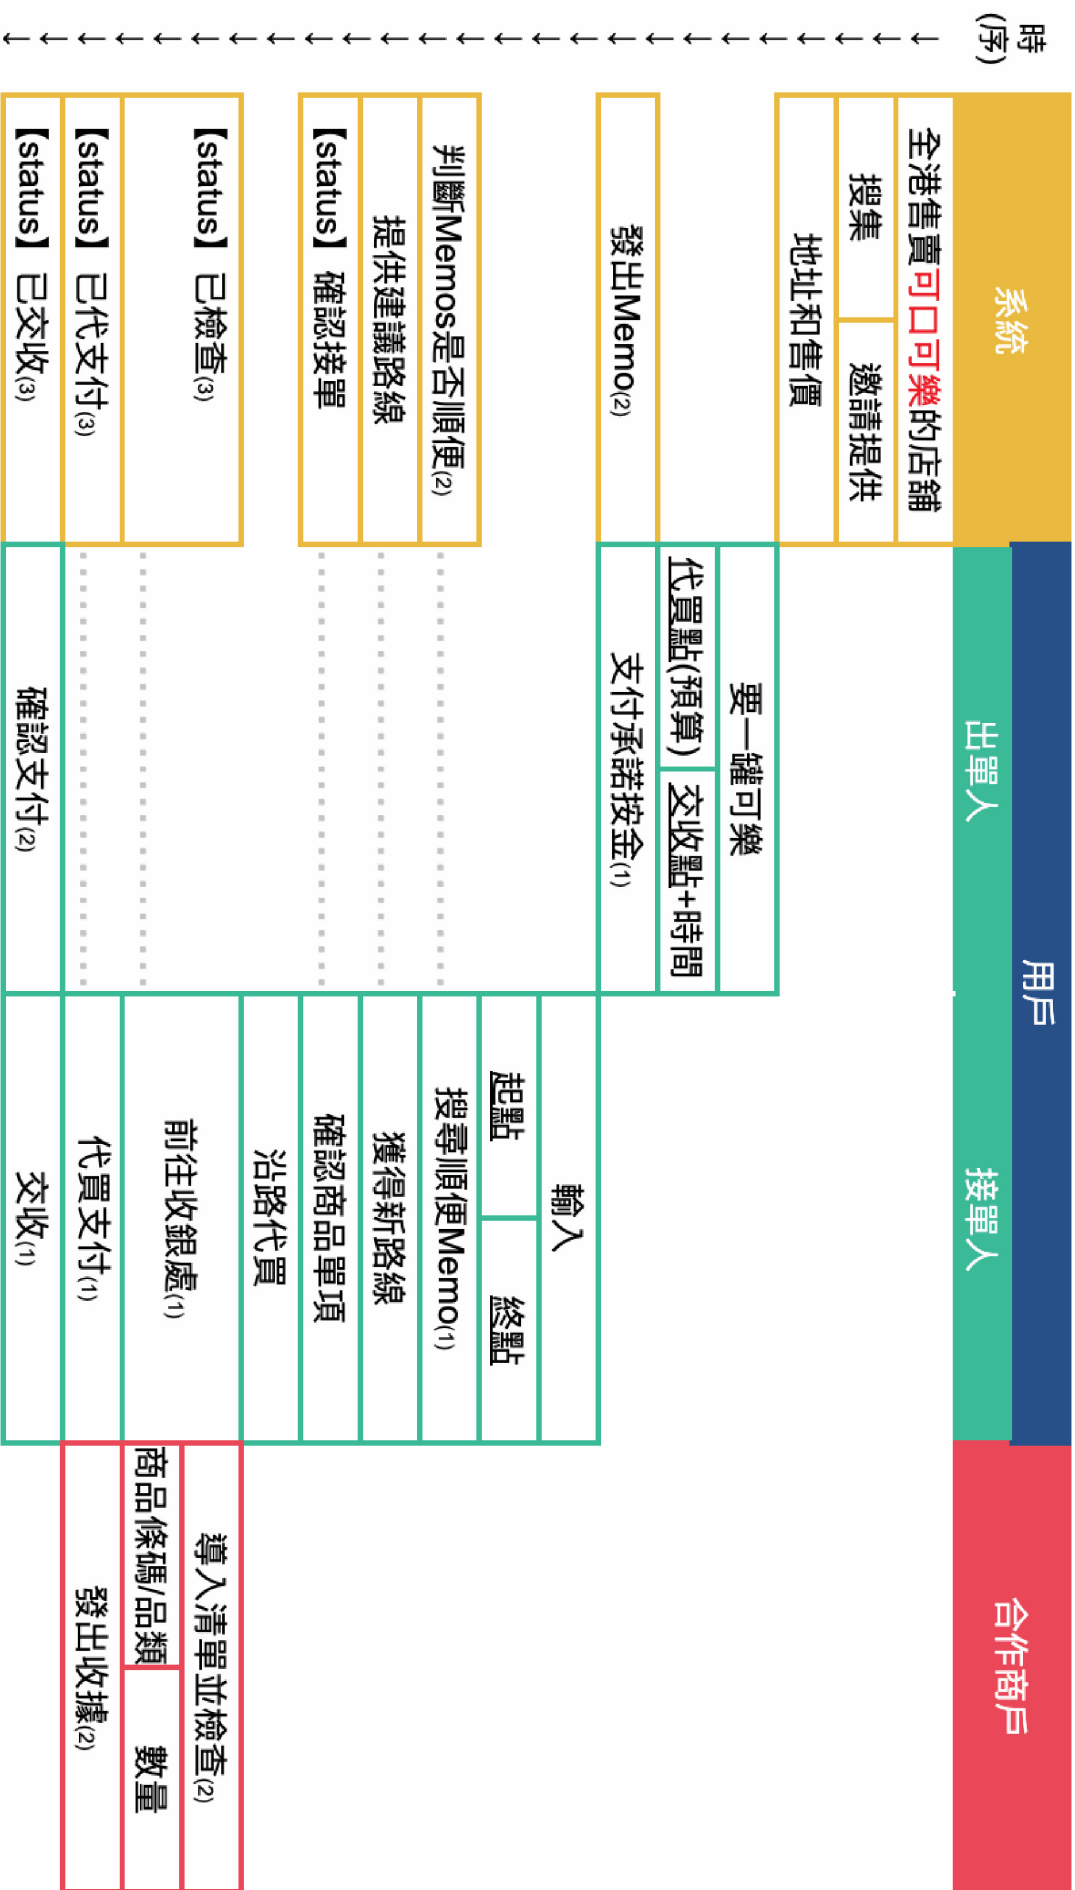 時
(序)
系統
用戶
出單人
接單人
合作商戶
全港售賣可口可樂的店舖
搜集
邀請提供
地址和售價
要一罐可樂
代買點(預算)
交收點+時間
發出Memo(2)
支付承諾按金(1)
輸入
起點
終點
判斷Memos是否順便(2)
搜尋順便Memo(1)
提供建議路線
獲得新路線
【status】確認接單
確認商品單項
沿路代買
【status】 已檢查(3)
前往收銀處(1)
導入清單並檢查(2)
商品條碼/品類
數量
【status】 已代支付(3)
代買支付(1)
發出收據(2)
【status】 已交收(3)
確認支付(2)
交收(1)